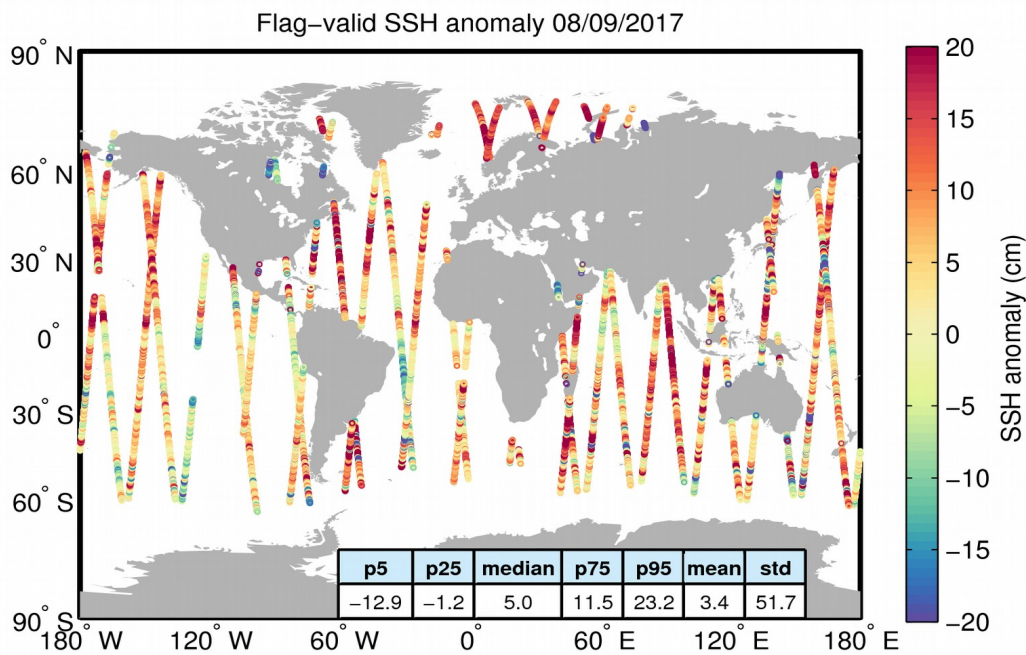 Flag−valid SSH anomaly 08/09/2017
90° N
60° N
30° N
0°
30° S
60° S
90° S
180° W
120° W
60° W
0°
60° E
120° E
180° E
p5 p25 median p75 p95 mean std
−12.9 −1.2 5.0 11.5 23.2 3.4 51.7
20
15
10
5
0
−5
−10
−15
−20
SSH anomaly (cm)